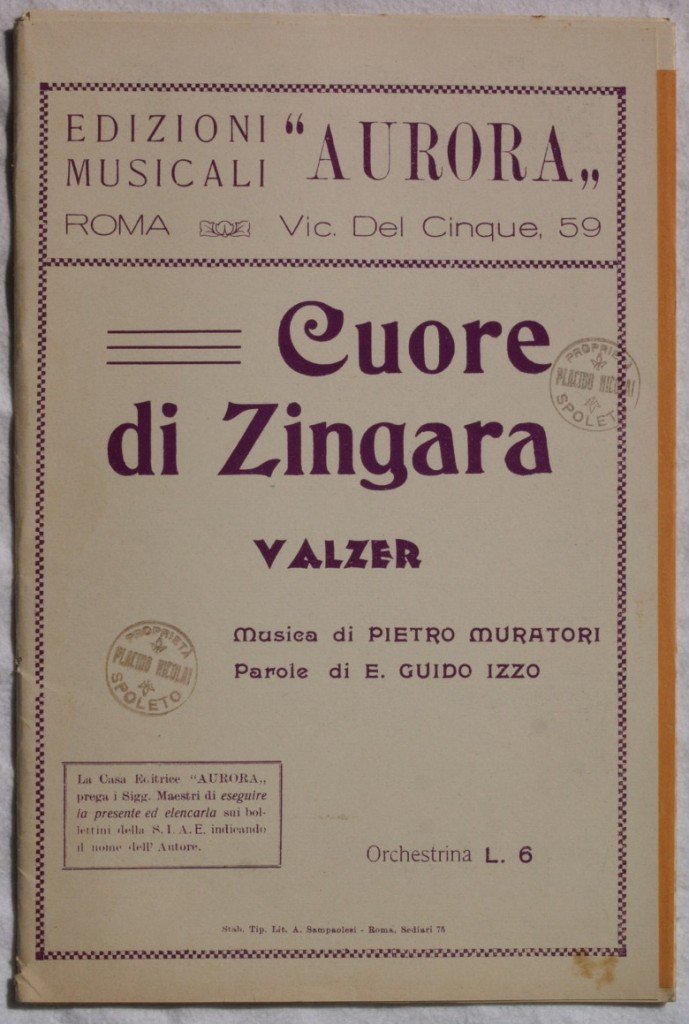 EDIZIONI
MUSICALI
“AURORA„
ROMA Vic. Del Cinque, 59
Cuore
di Zingara
VALZER
PROPRIETÀ
PLACIDO NICOLAI
SPOLETO
Musica di PIETRO MURATORI
Parole di E. GUIDO IZZO
PROPRIETÀ
PLACIDO NICOLAI
SPOLETO
La Casa Editrice “AURORA„
prega i Sigg. Maestri di eseguire
la presente ed elencarla sui bol-
lettini della S. I. A. E. indicando
il nome dell' Autore.
Orchestrina L. 6
Stab. Tip. Lit. A. Sampaolesi - Roma, Sediari 75